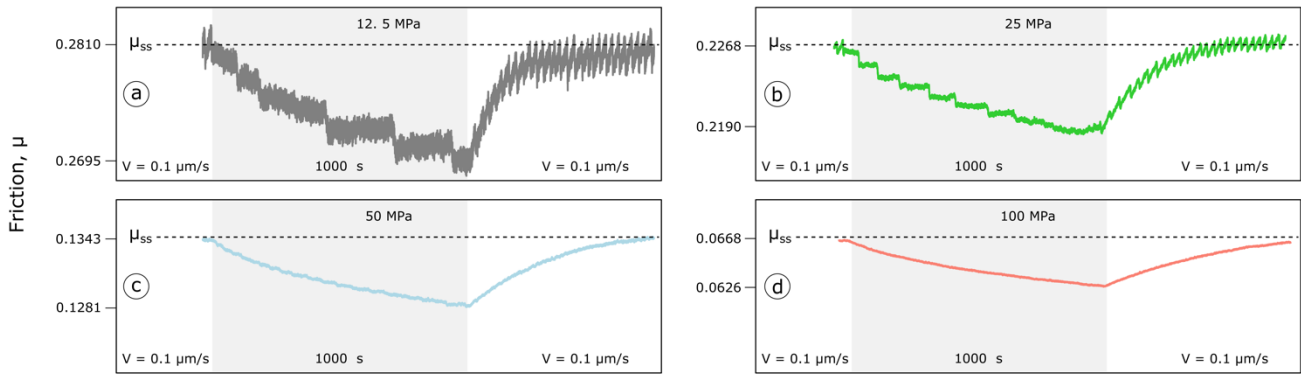 Friction, μ
12. 5 MPa
0.2810
μss
a
0.2695
V = 0.1 μm/s
1000 s
V = 0.1 μm/s
25 MPa
0.2268
μss
b
0.2190
V = 0.1 μm/s
1000 s
V = 0.1 μm/s
50 MPa
0.1343
μss
c
0.1281
V = 0.1 μm/s
1000 s
V = 0.1 μm/s
100 MPa
0.0668
μss
d
0.0626
V = 0.1 μm/s
1000 s
V = 0.1 μm/s